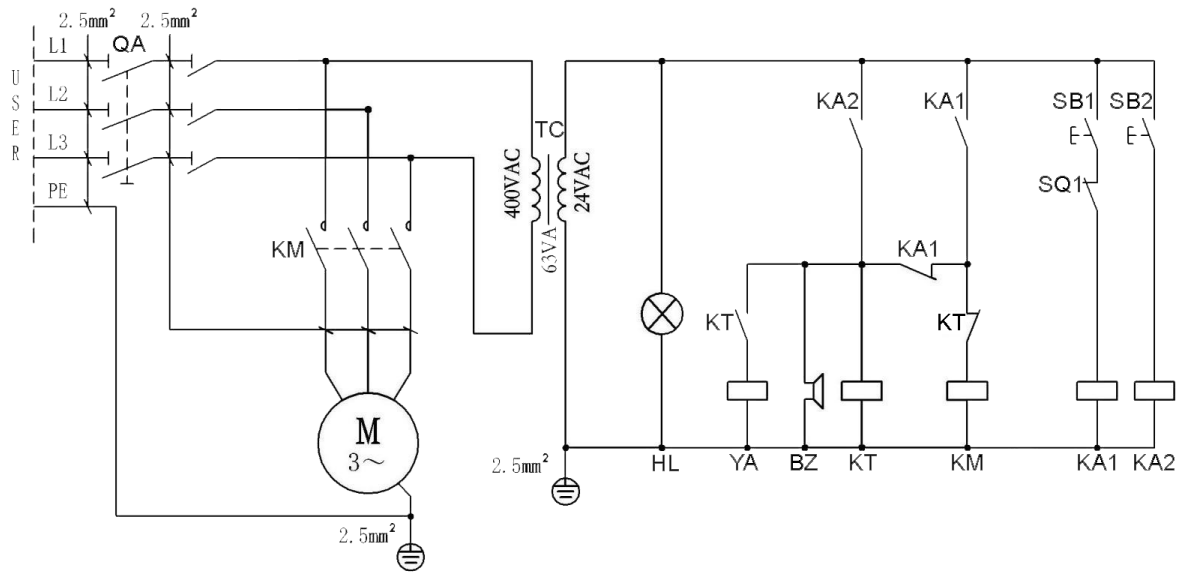 2.5mm² 2.5mm²
USER
L1
QA
L2
L3
PE
KM
M
3~
2.5mm²
400VAC
TC
63VA
24VAC
2.5mm²
KA2
KA1
SB1
SB2
SQ1
KA1
KT
KT
HL YA BZ KT KM KA1 KA2